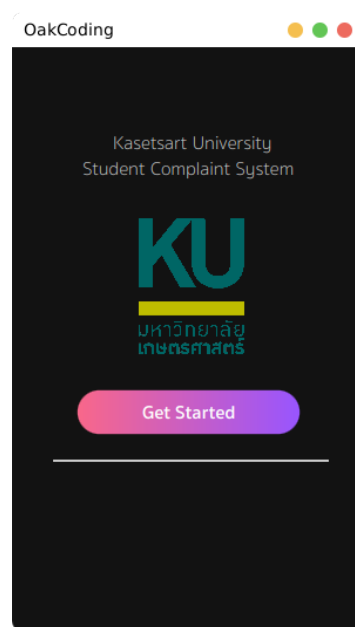 OakCoding
Kasetsart University
Student Complaint System
KU
มหาวิทยาลัย
เกษตรศาสตร์
Get Started